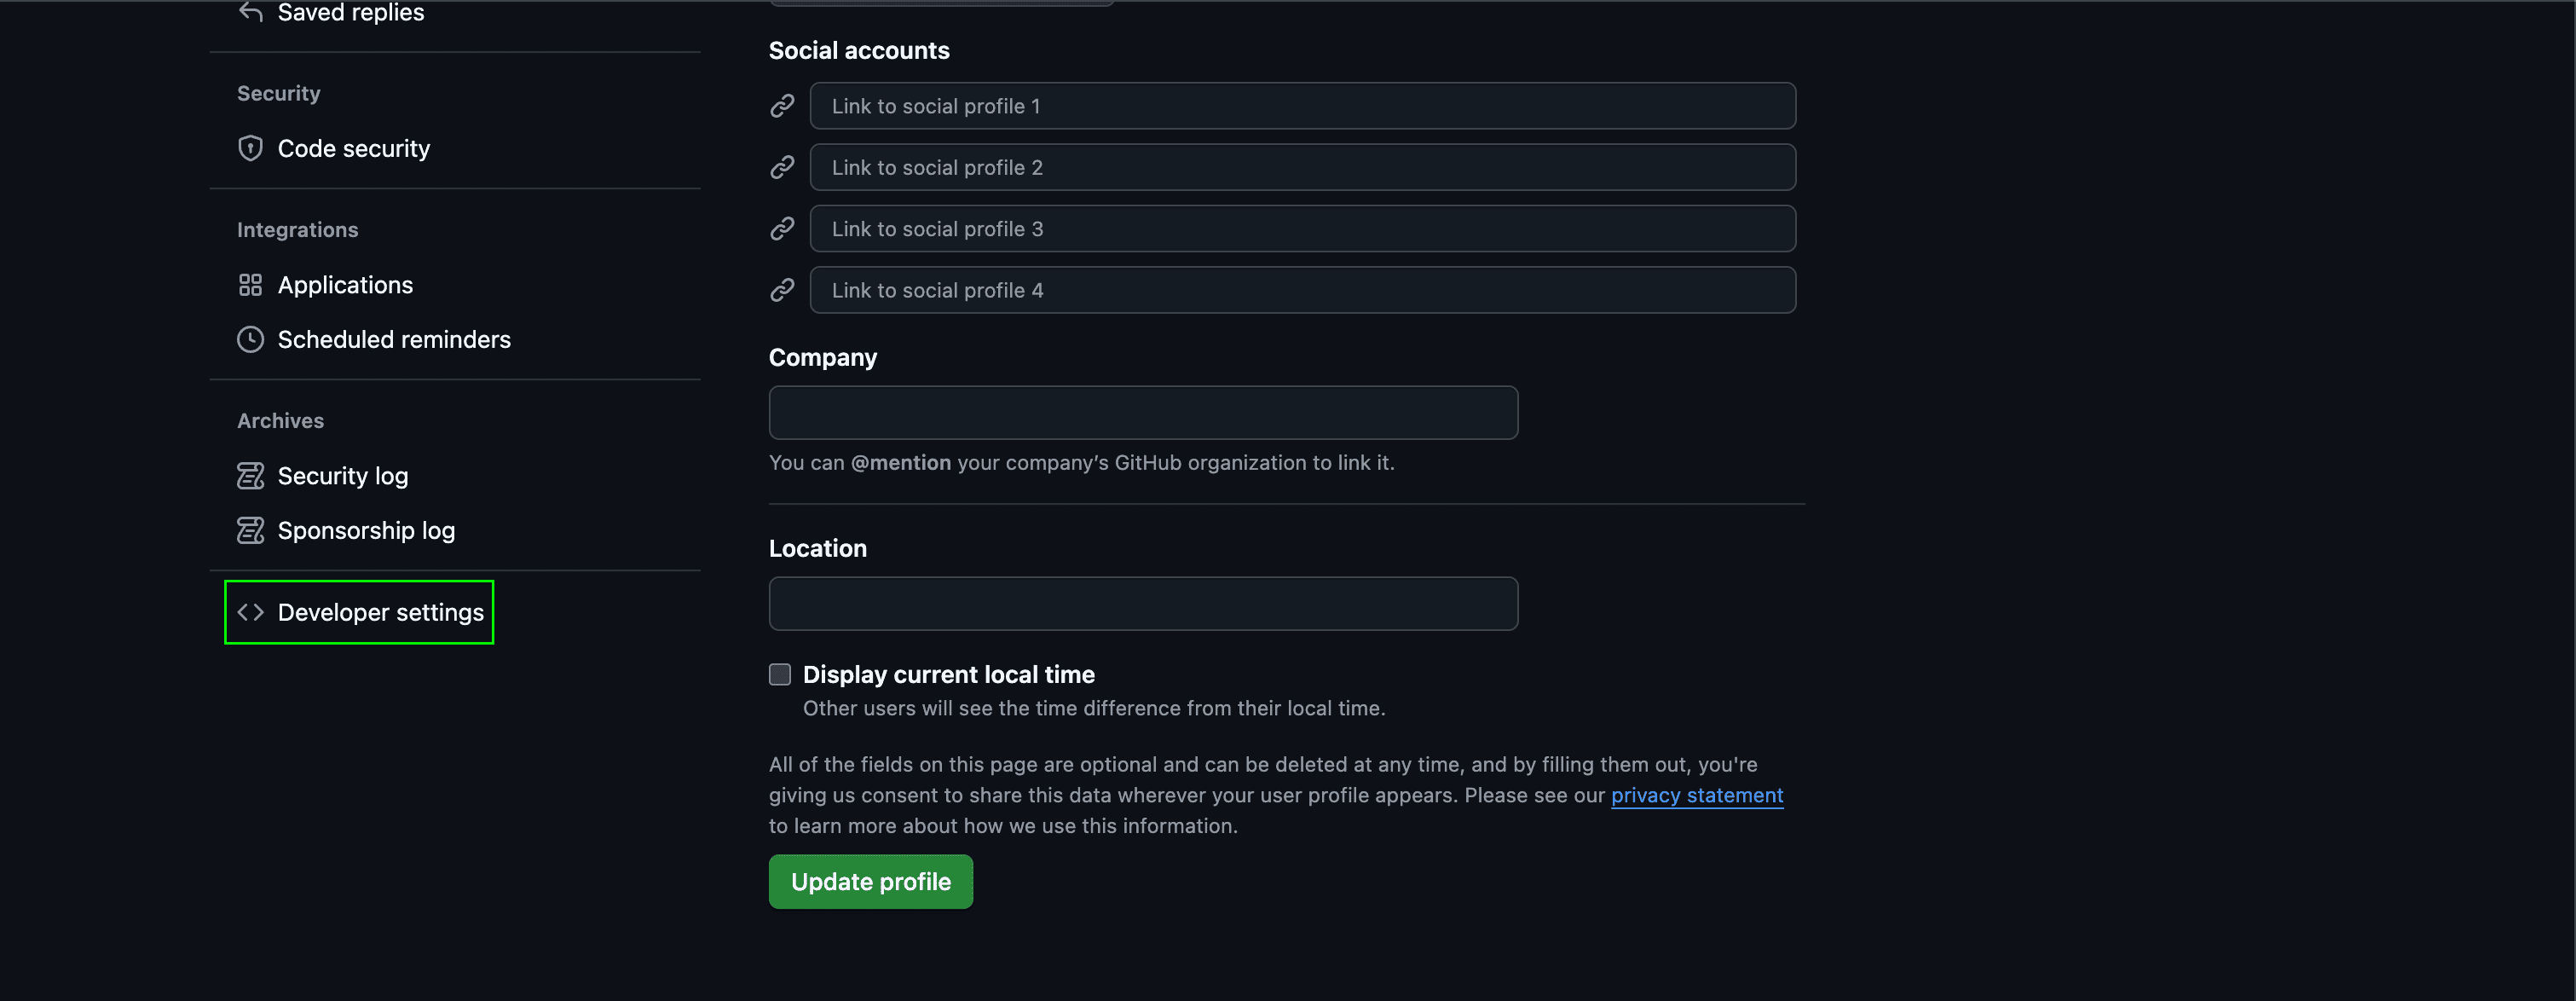 Saved replies
Security
Code security
Integrations
Applications
Scheduled reminders
Archives
Security log
Sponsorship log
Developer settings
Social accounts
Link to social profile 1
Link to social profile 2
Link to social profile 3
Link to social profile 4
Company
You can @mention your company’s GitHub organization to link it.
Location
Display current local time
Other users will see the time difference from their local time.
All of the fields on this page are optional and can be deleted at any time, and by filling them out, you're
giving us consent to share this data wherever your user profile appears. Please see our privacy statement
to learn more about how we use this information.
Update profile